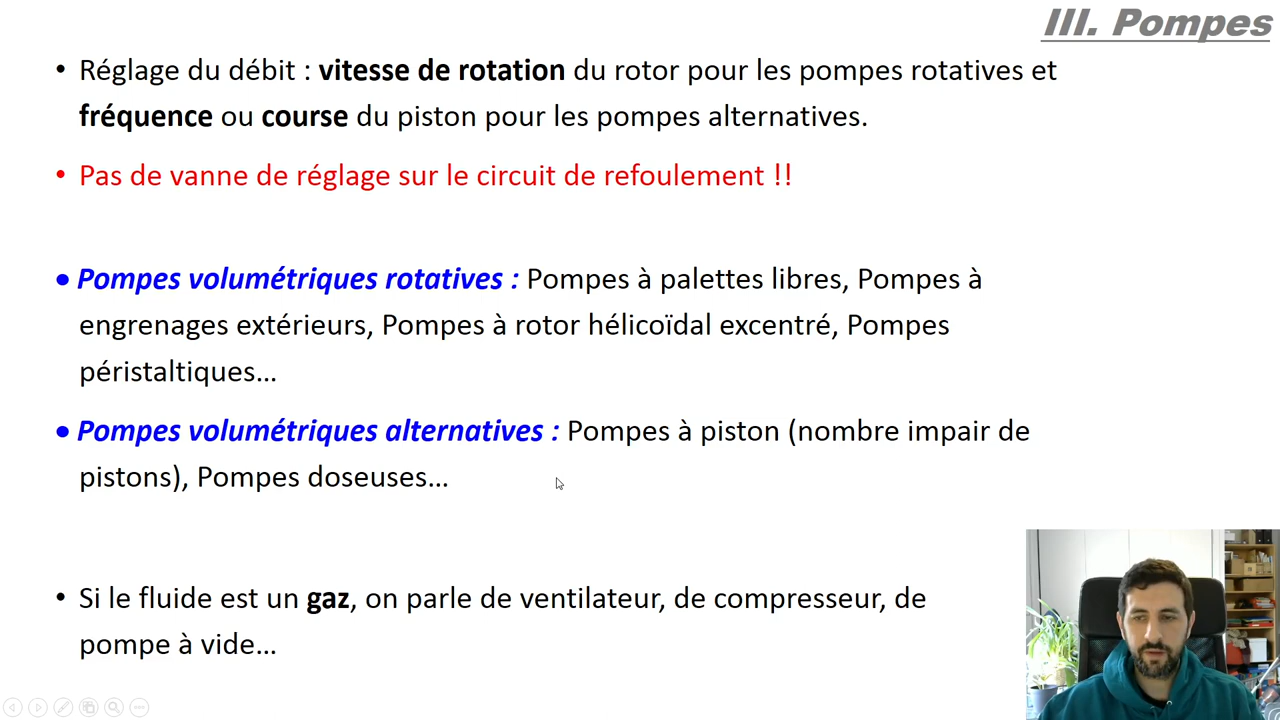 III. Pompes
• Réglage du débit : vitesse de rotation du rotor pour les pompes rotatives et
fréquence ou course du piston pour les pompes alternatives.
• Pas de vanne de réglage sur le circuit de refoulement !!
• Pompes volumétriques rotatives : Pompes à palettes libres, Pompes à
engrenages extérieurs, Pompes à rotor hélicoïdal excentré, Pompes
péristaltiques...
• Pompes volumétriques alternatives : Pompes à piston (nombre impair de
pistons), Pompes doseuses...
• Si le fluide est un gaz, on parle de ventilateur, de compresseur, de
pompe à vide...